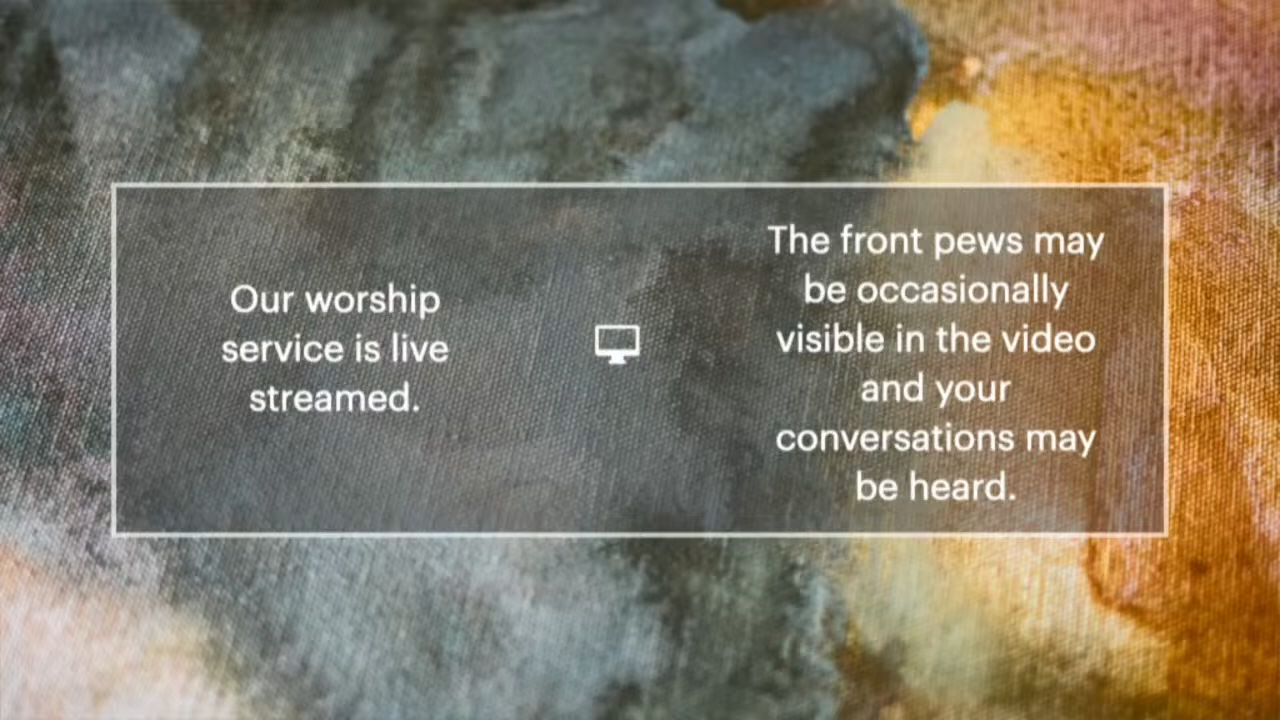 Our worship
service is live
streamed.
The front pews may
be occasionally
visible in the video
and your
conversations may
be heard.